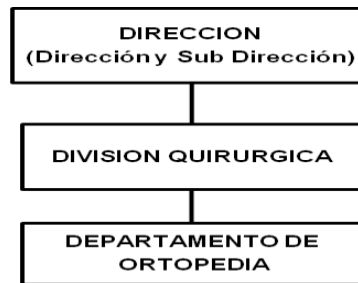 DIRECCION
(Dirección y Sub Dirección)
DIVISION QUIRURGICA
DEPARTAMENTO DE
ORTOPEDIA